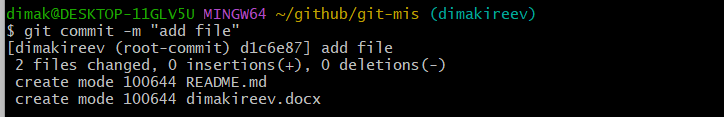 dimak@DESKTOP-11GLV5U MINGW64 ~/github/git-mis (dimakireev)
$ git commit -m "add file"
[dimakireev (root-commit) d1c6e87] add file
 2 files changed, 0 insertions(+), 0 deletions(-)
 create mode 100644 README.md
 create mode 100644 dimakireev.docx